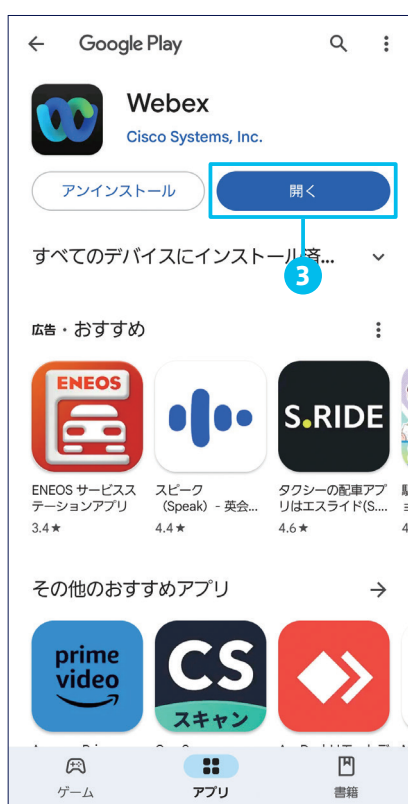 Google Play
Webex
Cisco Systems, Inc.
アンインストール
開く
すべてのデバイスにインストール済...
3
広告・おすすめ
ENEOS
S.RIDE
ENEOS サービスス
テーションアプリ
3.4★
スピーク
（Speak）- 英会...
4.4★
タクシーの配車アプ
リはエスライド(S....
4.6★
その他のおすすめアプリ
prime
video
CS
スキャン
ゲーム
アプリ
書籍